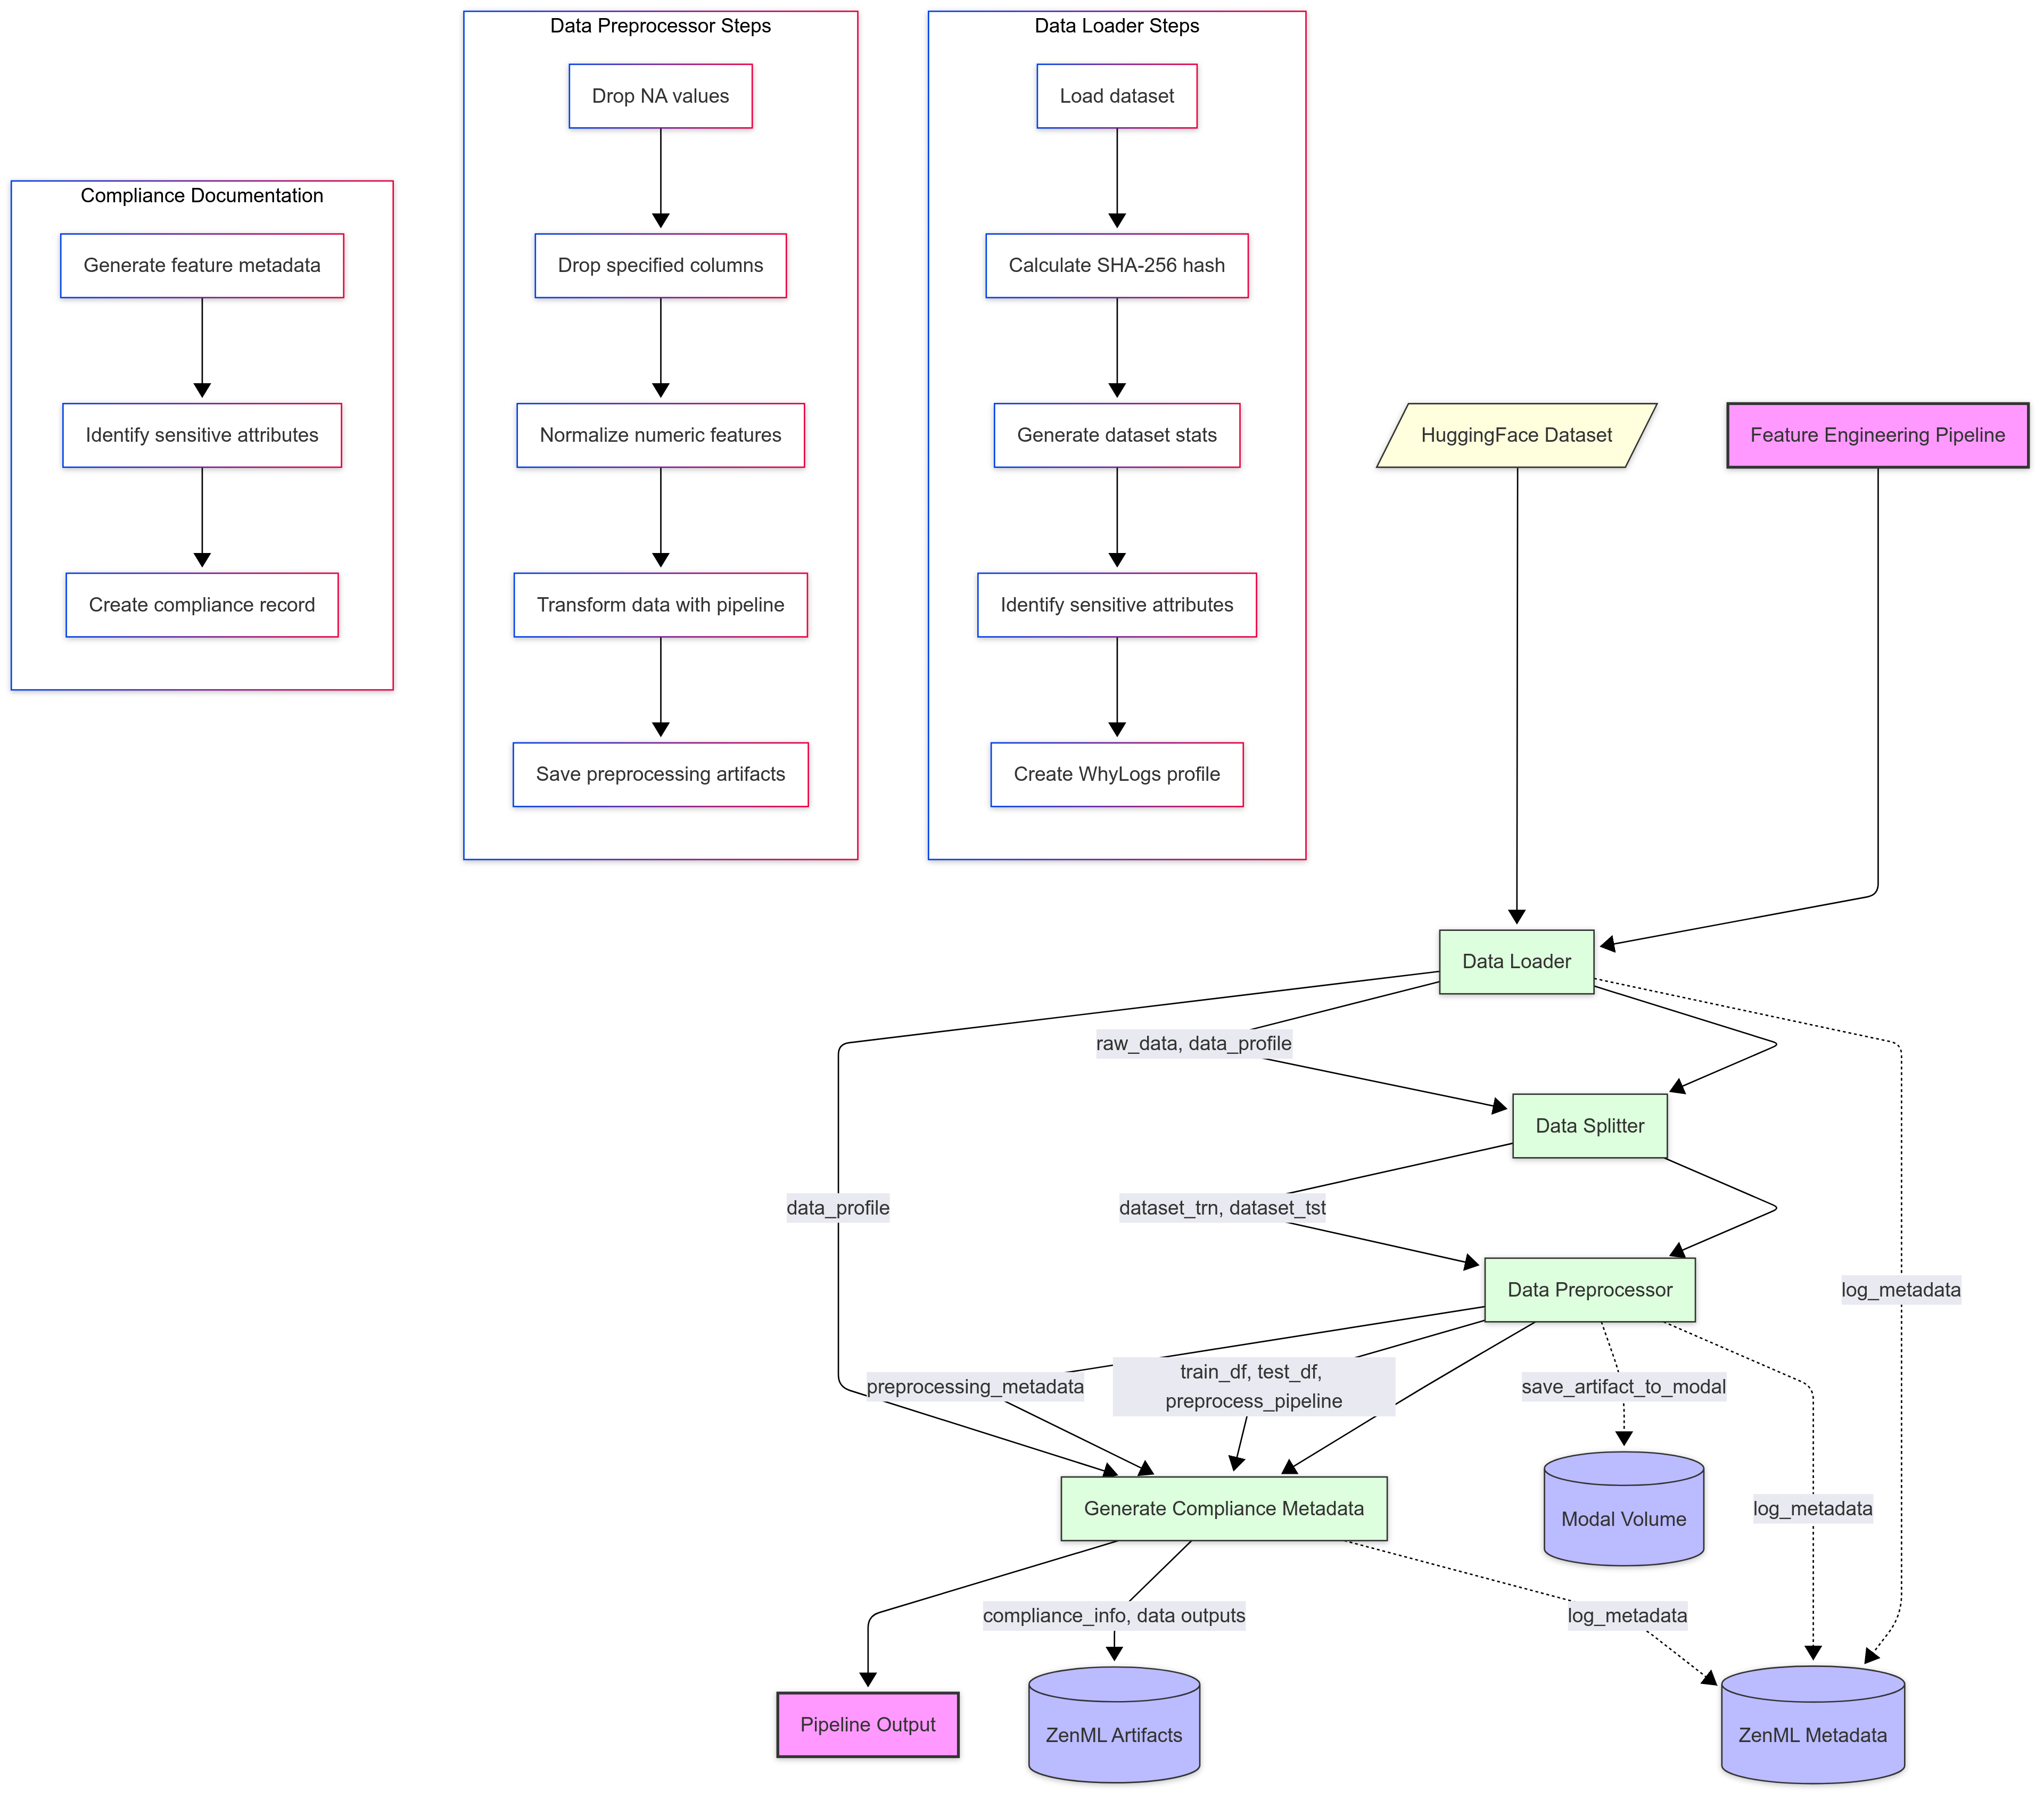 Compliance Documentation
Generate feature metadata
Identify sensitive attributes
Create compliance record
Data Preprocessor Steps
Drop NA values
Drop specified columns
Normalize numeric features
Transform data with pipeline
Save preprocessing artifacts
Data Loader Steps
Load dataset
Calculate SHA-256 hash
Generate dataset stats
Identify sensitive attributes
Create WhyLogs profile
HuggingFace Dataset
Feature Engineering Pipeline
Data Loader
raw_data, data_profile
Data Splitter
data_profile
dataset_trn, dataset_tst
Data Preprocessor
log_metadata
preprocessing_metadata
train_df, test_df,
preprocess_pipeline
save_artifact_to_modal
Generate Compliance Metadata
Modal Volume
log_metadata
compliance_info, data outputs
log_metadata
Pipeline Output
ZenML Artifacts
ZenML Metadata